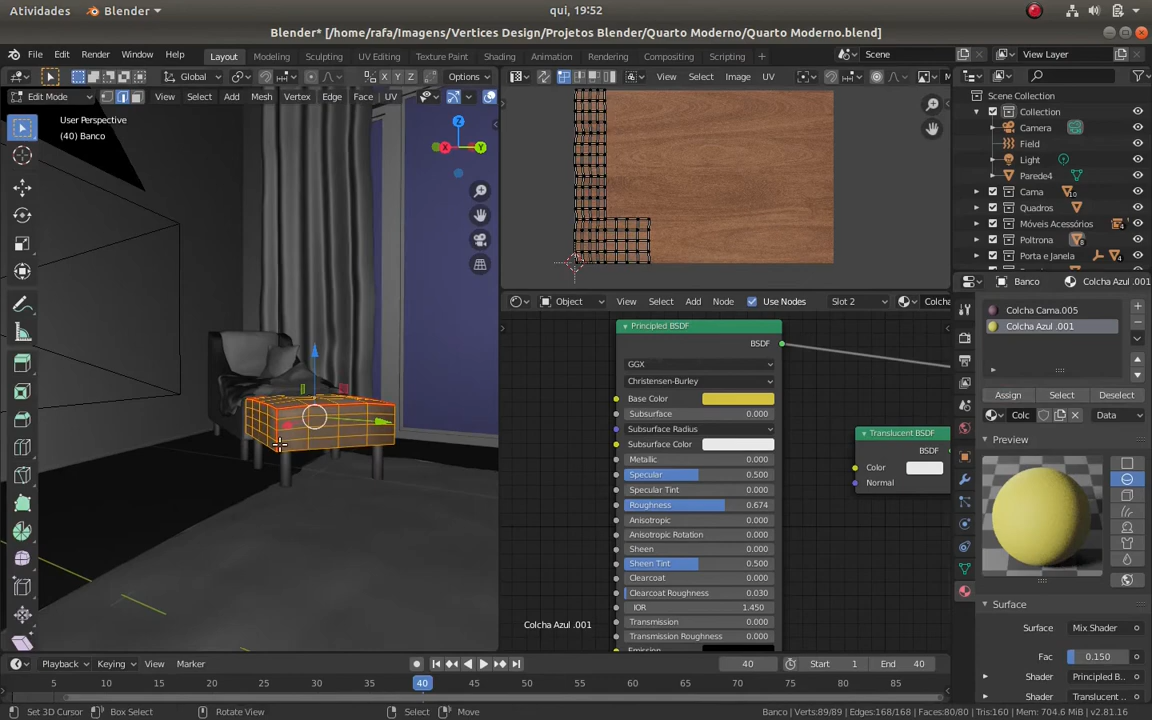 Atividades
Blender
qui, 19:52
Blender* [/home/rafa/Imagens/Vertices Design/Projetos Blender/Quarto Moderno/Quarto Moderno.blend]
File Edit Render Window Help
Layout Modeling Sculpting UV Editing Texture Paint Shading Animation Rendering Compositing Scripting
Scene
View Layer
Global
X Y Z
Options
View Select Image UV
Edit Mode
View Select Add Mesh Vertex Edge Face UV
User Perspective
(40) Banco
Z
X
Y
Scene Collection
Collection
Camera
Field
Light
Parede4
Cama
10
Quadros
Móveis Acessórios
4
Poltrona
8
Porta e Janela
4
Object
View Select Add Node
Use Nodes
Slot 2
Colcha
Banco
Colcha Azul .001
Colcha Cama.005
Colcha Azul .001
Assign Select Desele
Colc
Data
Preview
Principled BSDF
BSDF
GGX
Christensen-Burley
Base Color
Subsurface 0.000
Subsurface Radius
Subsurface Color
Metallic 0.000
Specular 0.500
Specular Tint 0.000
Roughness 0.674
Anisotropic 0.000
Anisotropic Rotation 0.000
Sheen 0.000
Sheen Tint 0.500
Clearcoat 0.000
Clearcoat Roughness 0.030
IOR 1.450
Transmission 0.000
Transmission Roughness 0.000
Translucent BSDF
BSDF
Color
Normal
Colcha Azul .001
Surface
Surface Mix Shader
Fac 0.150
Shader Principled B..
Shader Translucent ..
Playback Keying View Marker
40
Start 1
End 40
5 10 15 20 25 30 35 40 45 50 55 60 65 70 75 80 85
Set 3D Cursor
Box Select
Rotate View
Select
Move
Banco | Verts:89/89 | Edges:168/168 | Faces:80/80 | Tris:160 | Mem: 704.6 MiB | v2.81.16